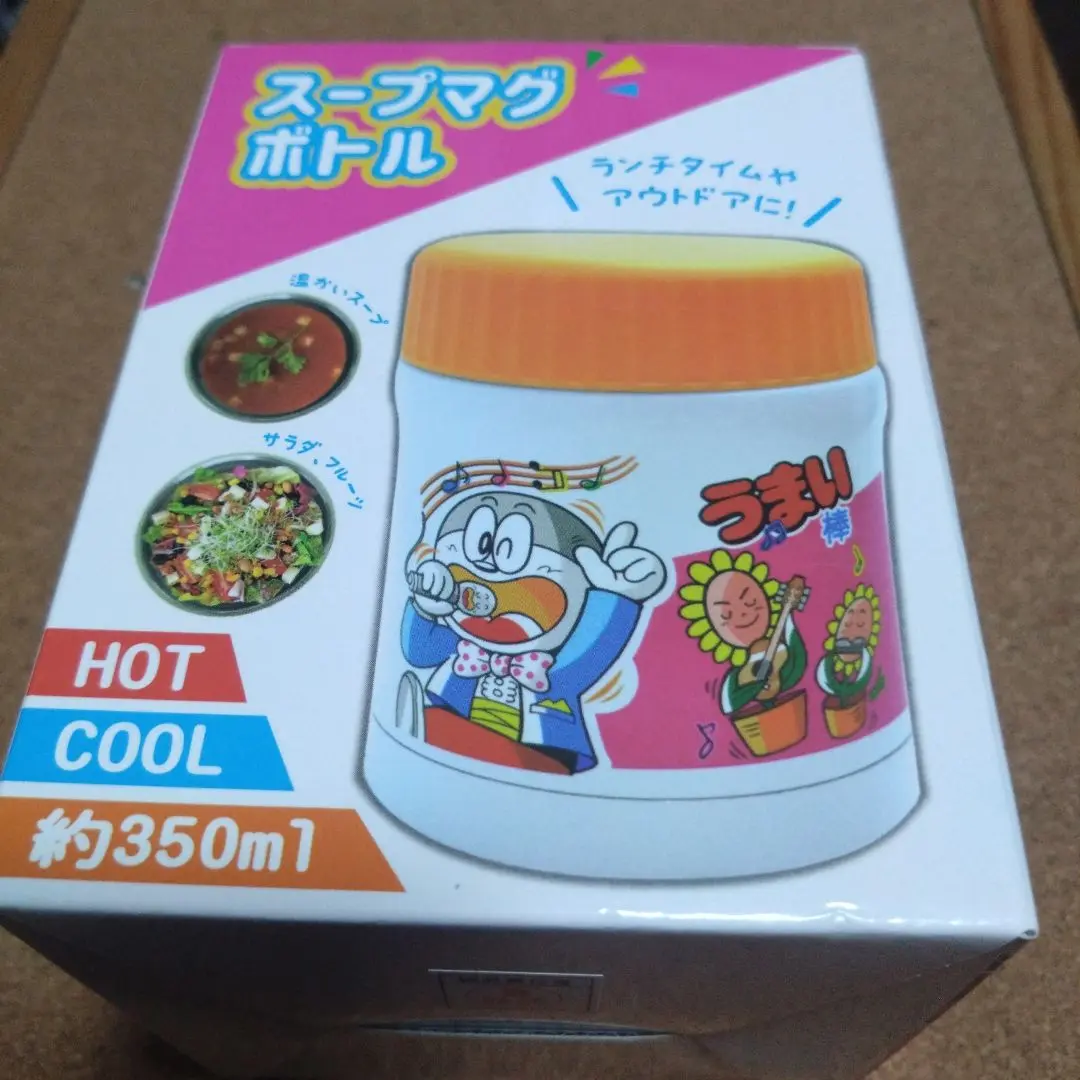 スープマグ
ボトル
ランチタイムや
アウトドアに!
温かいスープ
サラダ、フルーツ
うまい
棒
HOT
COOL
約350ml